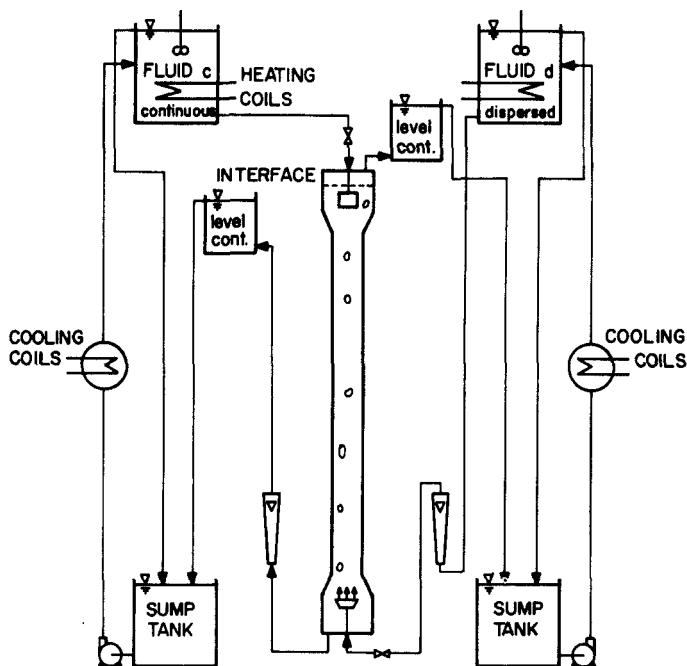 FLUID c
continuous
HEATING
COILS
FLUID d
dispersed
level
cont.
INTERFACE
level
cont.
COOLING
COILS
COOLING
COILS
SUMP
TANK
SUMP
TANK